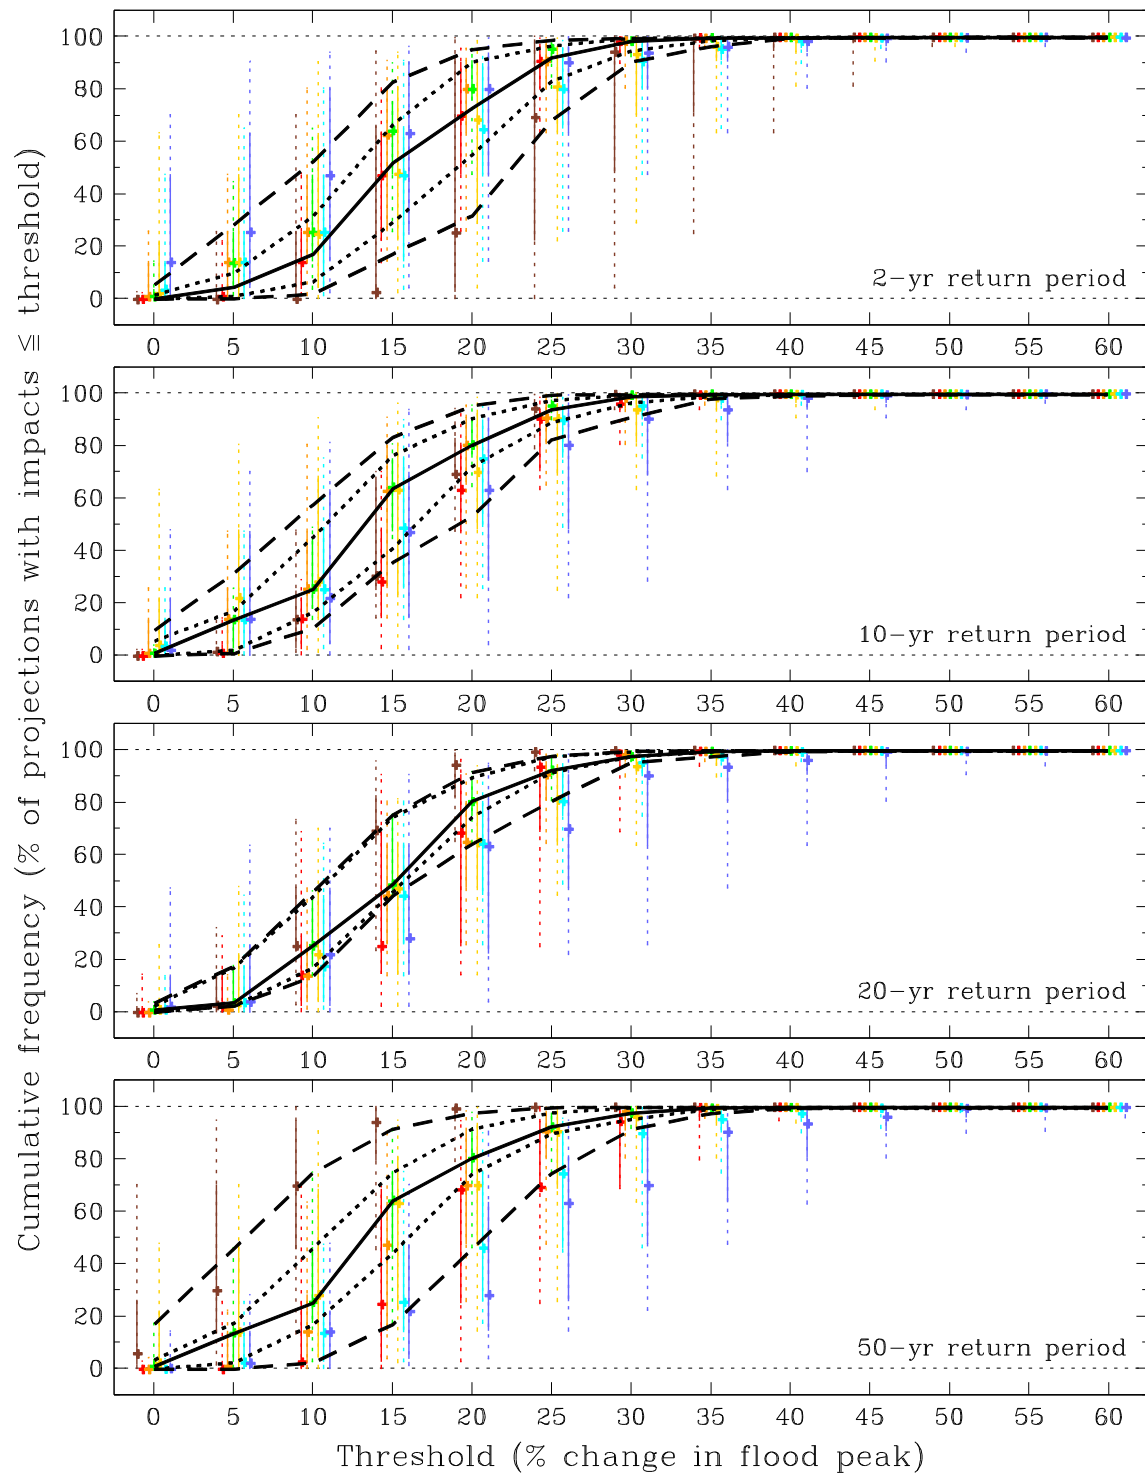 Cumulative frequency (% of projections with impacts ≦ threshold)
100
80
60
40
20
0
2-yr return period
0 5 10 15 20 25 30 35 40 45 50 55 60
100
80
60
40
20
0
10-yr return period
0 5 10 15 20 25 30 35 40 45 50 55 60
100
80
60
40
20
0
20-yr return period
0 5 10 15 20 25 30 35 40 45 50 55 60
100
80
60
40
20
0
50-yr return period
0 5 10 15 20 25 30 35 40 45 50 55 60
Threshold (% change in flood peak)